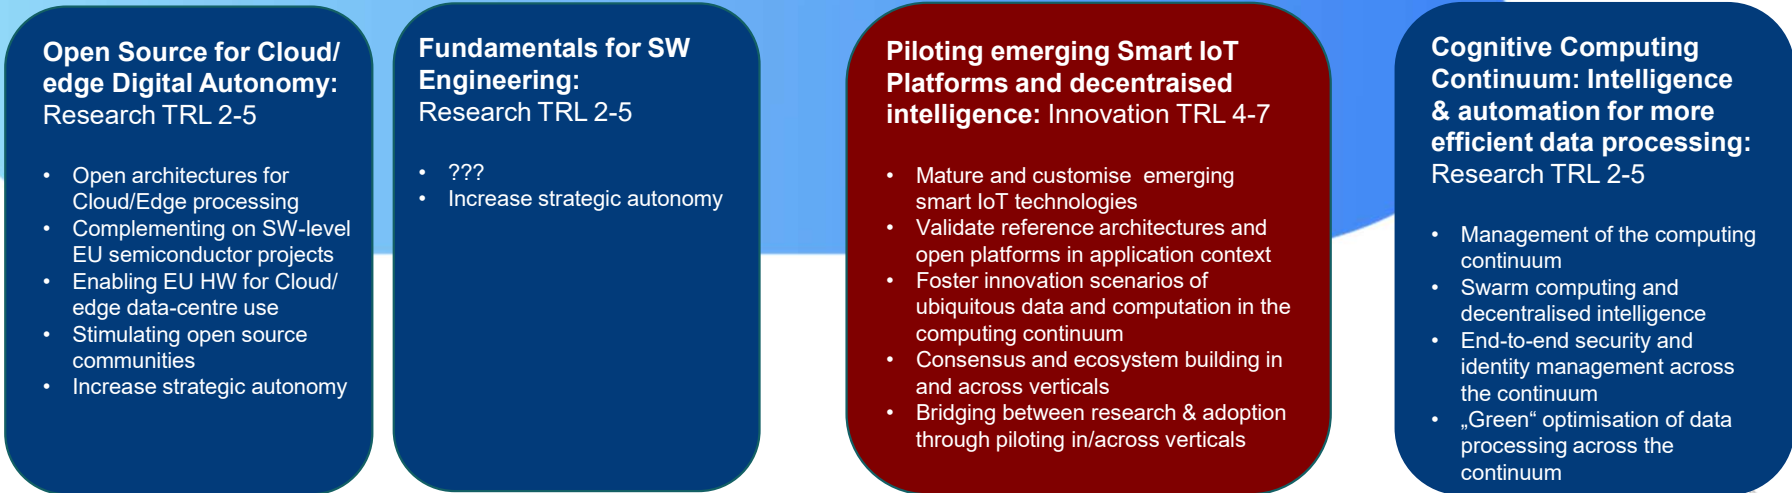 Open Source for Cloud/
edge Digital Autonomy:
Research TRL 2-5
• Open architectures for
Cloud/Edge processing
• Complementing on SW-level
EU semiconductor projects
• Enabling EU HW for Cloud/
edge data-centre use
• Stimulating open source
communities
• Increase strategic autonomy
Fundamentals for SW
Engineering:
Research TRL 2-5
• ???
• Increase strategic autonomy
Piloting emerging Smart IoT
Platforms and decentraised
intelligence: Innovation TRL 4-7
• Mature and customise emerging
smart IoT technologies
• Validate reference architectures and
open platforms in application context
• Foster innovation scenarios of
ubiquitous data and computation in the
computing continuum
• Consensus and ecosystem building in
and across verticals
• Bridging between research & adoption
through piloting in/across verticals
Cognitive Computing
Continuum: Intelligence
& automation for more
efficient data processing:
Research TRL 2-5
• Management of the computing
continuum
• Swarm computing and
decentralised intelligence
• End-to-end security and
identity management across
the continuum
• „Green“ optimisation of data
processing across the
continuum